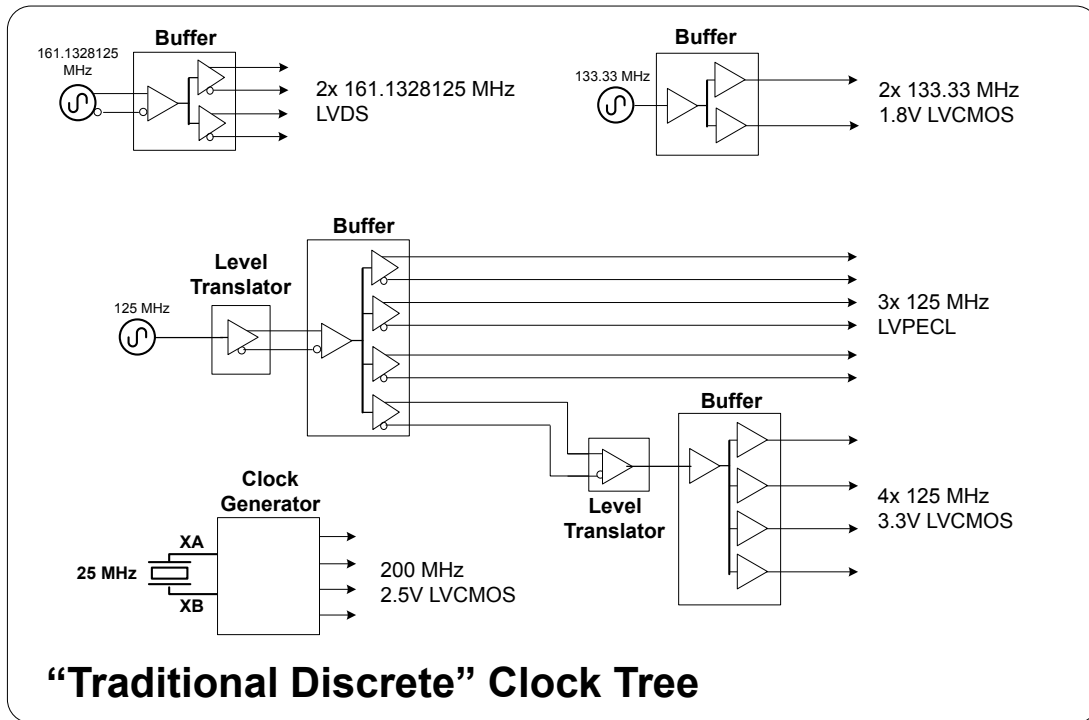 Buffer
161.1328125
MHz
2x 161.1328125 MHz
LVDS
Buffer
133.33 MHz
2x 133.33 MHz
1.8V LVCMOS
Buffer
Level
Translator
125 MHz
3x 125 MHz
LVPECL
Buffer
Level
Translator
4x 125 MHz
3.3V LVCMOS
Clock
Generator
XA
25 MHz
XB
200 MHz
2.5V LVCMOS
“Traditional Discrete” Clock Tree